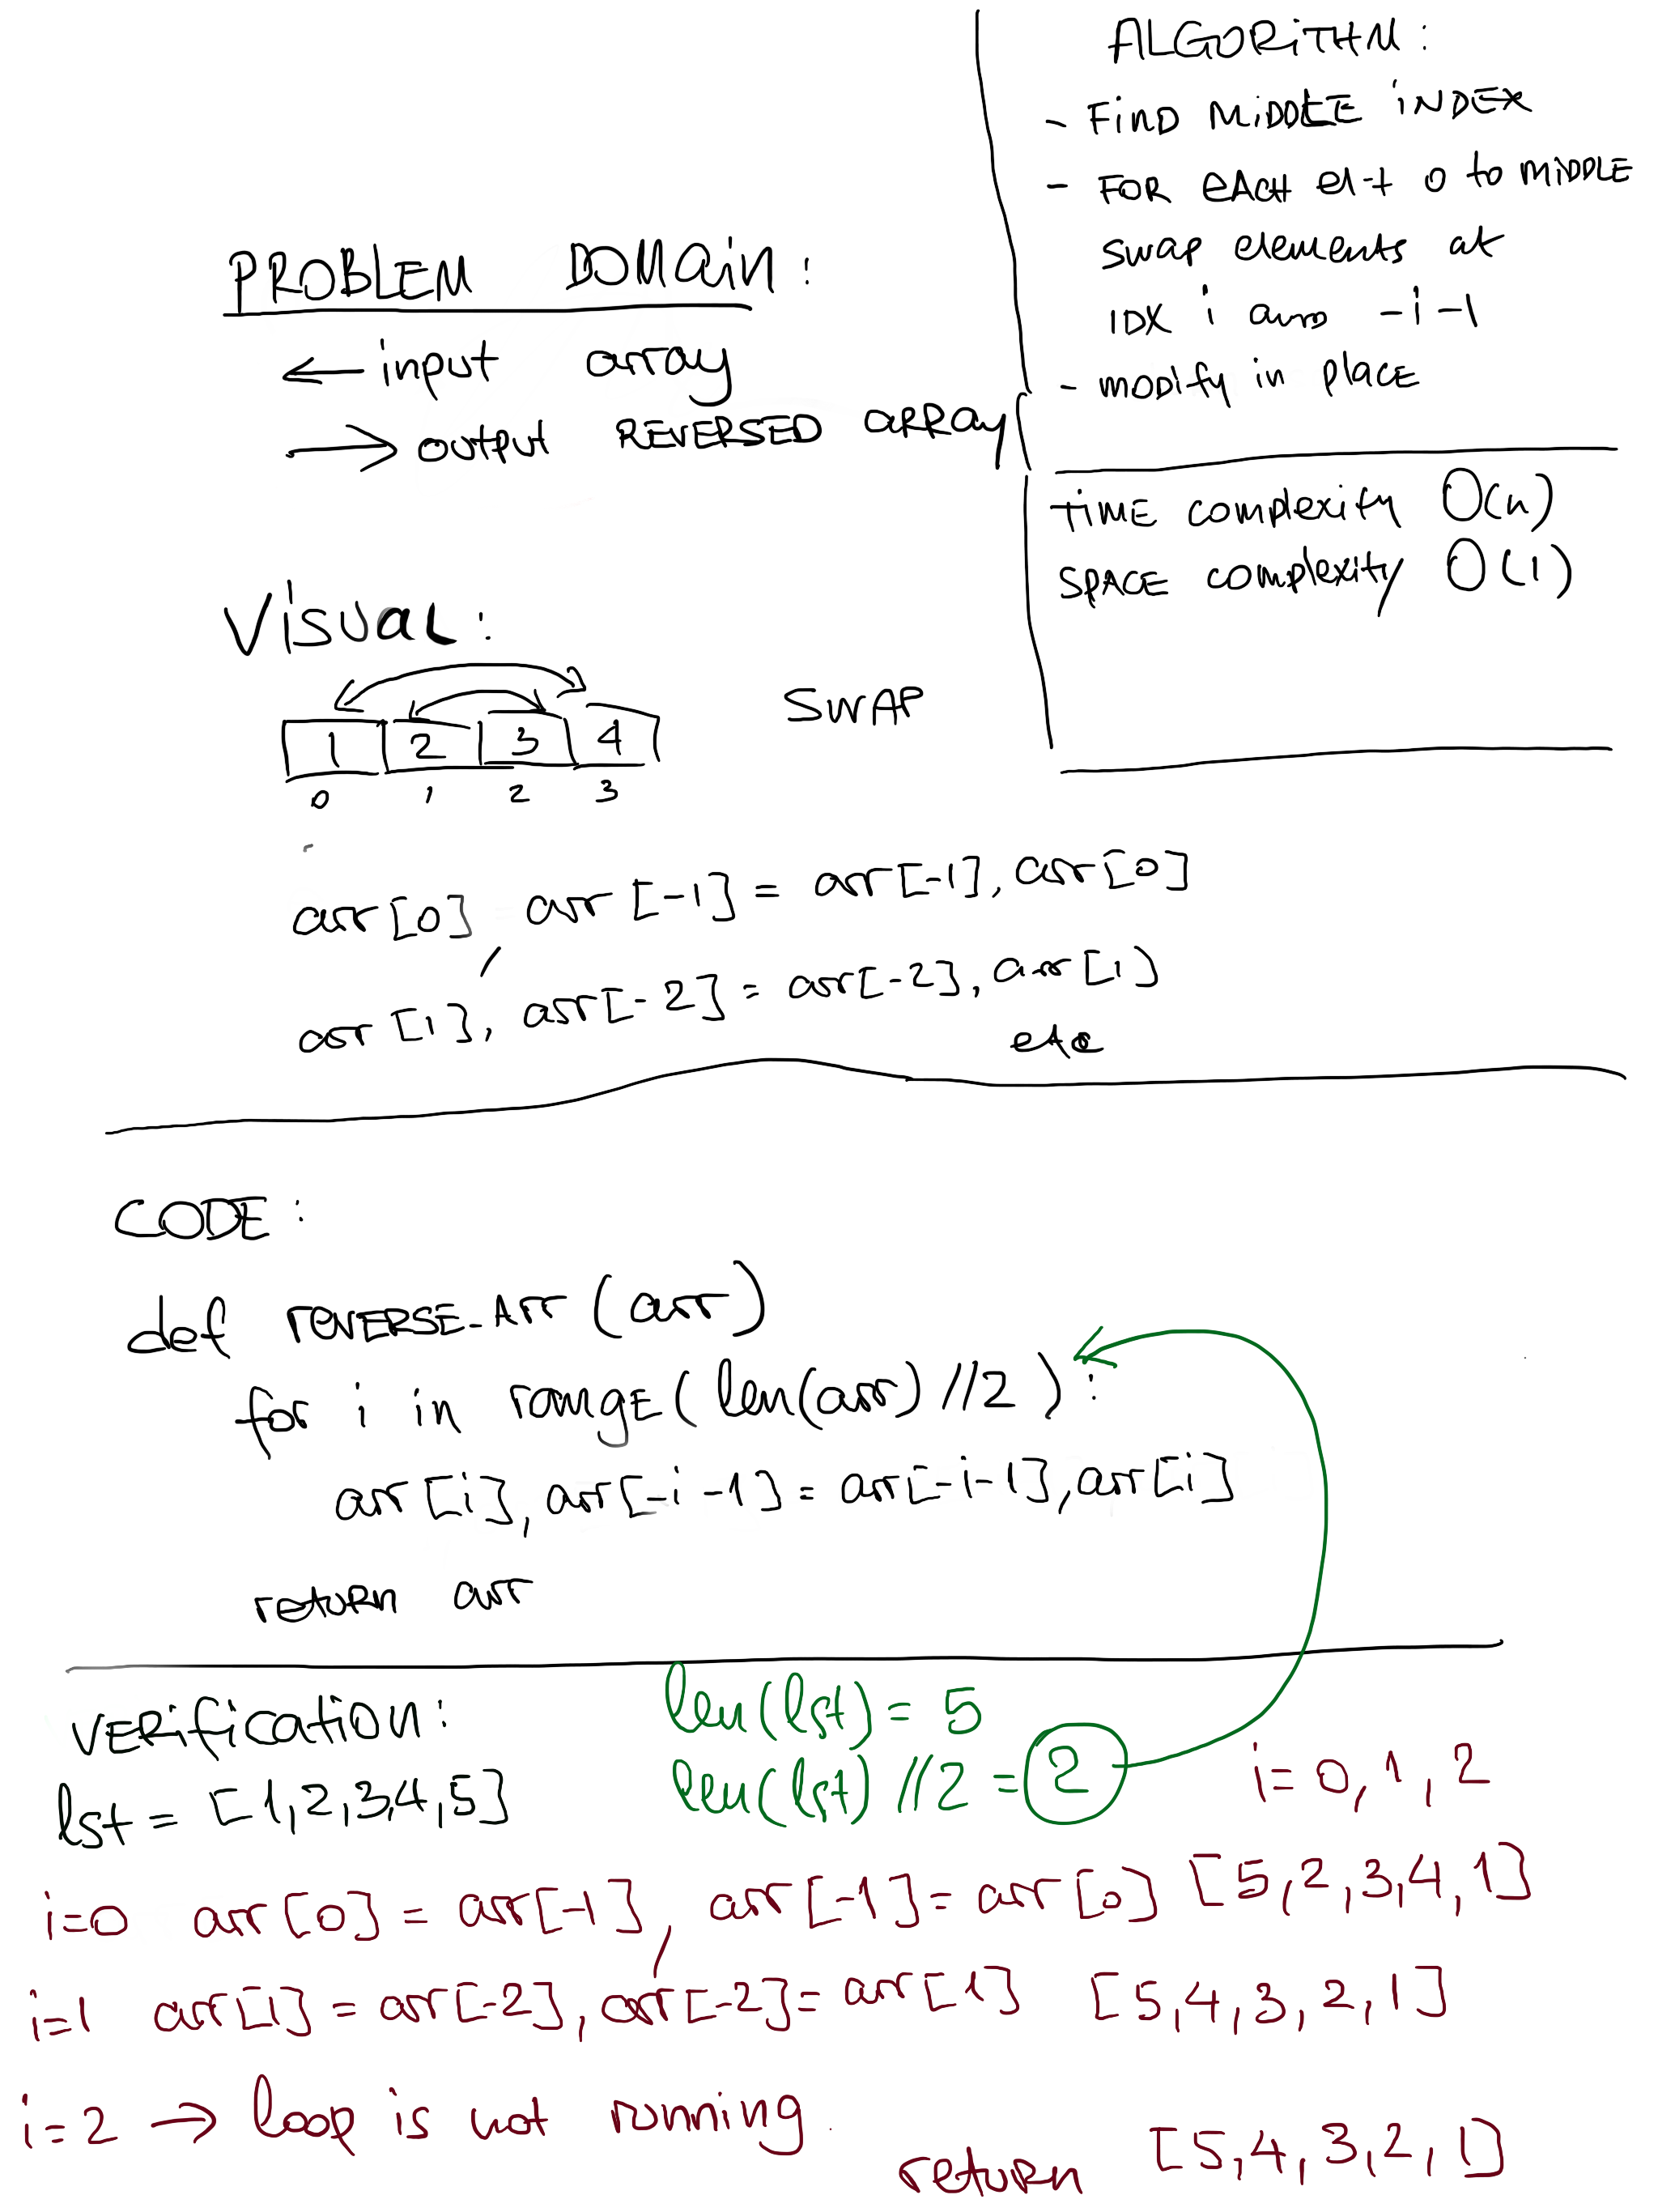 PROBLEM DOMAIN:
← input array
→ output REVERSED ARRAY
ALGORITHM:
- FIND MIDDLE INDEX
- FOR EACH el-t 0 to MIDDLE
swap elements at
IDX i AND -i-1
- MODify in PLACE
TIME complexity O(n)
SPACE complexity O(1)
Visual:
1 2 3 4
0 1 2 3
SWAP
arr[0], arr[-1] = arr[-1], arr[0]
arr[1], arr[-2] = arr[-2], arr[1]
etc
CODE:
def REVERSE_Arr (arr)
for i in rangE(len(arr)//2):
arr[i], arr[-i-1] = arr[-i-1], arr[i]
retURN arr
VERification:
lst = [1,2,3,4,5]
len(lst) = 5
len(lst) //2 = 2
i= 0, 1, 2
i=0 arr[0] = arr[-1], arr[-1] = arr[0] [5,2,3,4,1]
i=1 arr[1] = arr[-2], arr[-2] = arr[1] [5,4,3,2,1]
i=2 → loop is not running
return [5,4,3,2,1]